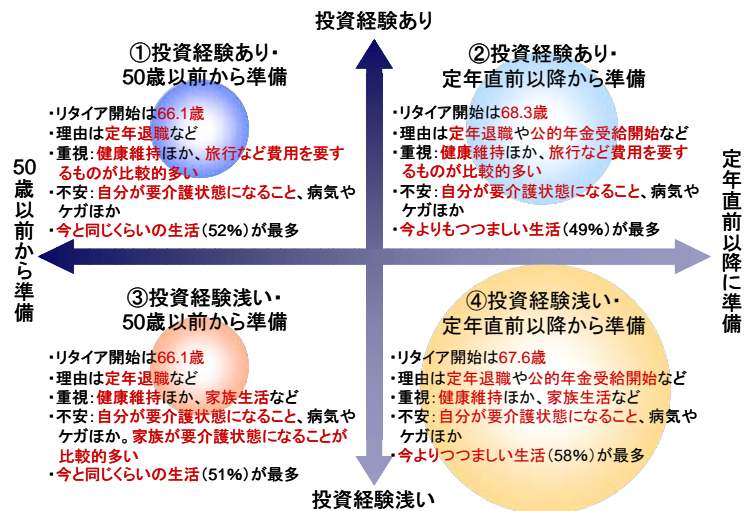 投資経験あり
①投資経験あり・
50歳以前から準備
・リタイア開始は66.1歳
・理由は定年退職など
・重視：健康維持ほか、旅行など費用を要す
るものが比較的多い
・不安：自分が要介護状態になること、病気や
ケガほか
・今と同じくらいの生活（52%）が最多
②投資経験あり・
定年直前以降から準備
・リタイア開始は68.3歳
・理由は定年退職や公的年金受給開始など
・重視：健康維持ほか、旅行など費用を要す
るものが比較的多い
・不安：自分が要介護状態になること、病気や
ケガほか
・今よりもつつましい生活（49%）が最多
50歳以前から準備
定年直前以降に準備
③投資経験浅い・
50歳以前から準備
・リタイア開始は66.1歳
・理由は定年退職など
・重視：健康維持ほか、家族生活など
・不安：自分が要介護状態になること、病気や
ケガほか。家族が要介護状態になることが
比較的多い
・今と同じくらいの生活（51%）が最多
④投資経験浅い・
定年直前以降から準備
・リタイア開始は67.6歳
・理由は定年退職や公的年金受給開始など
・重視：健康維持ほか、家族生活など
・不安：自分が要介護状態になること、病気や
ケガほか
・今よりつつましい生活（58%）が最多
投資経験浅い